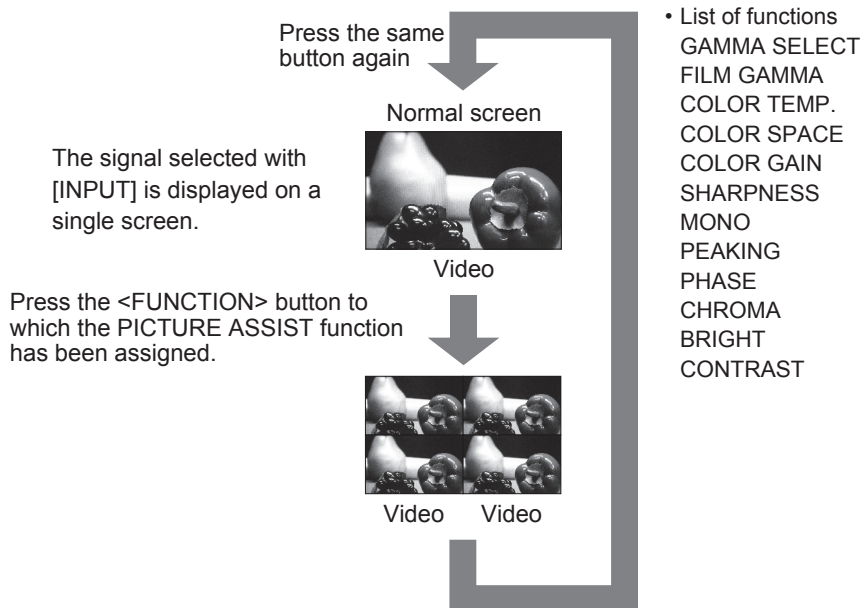 Press the same
button again
Normal screen
The signal selected with
[INPUT] is displayed on a
single screen.
Video
Press the <FUNCTION> button to
which the PICTURE ASSIST function
has been assigned.
Video Video
• List of functions
GAMMA SELECT
FILM GAMMA
COLOR TEMP.
COLOR SPACE
COLOR GAIN
SHARPNESS
MONO
PEAKING
PHASE
CHROMA
BRIGHT
CONTRAST